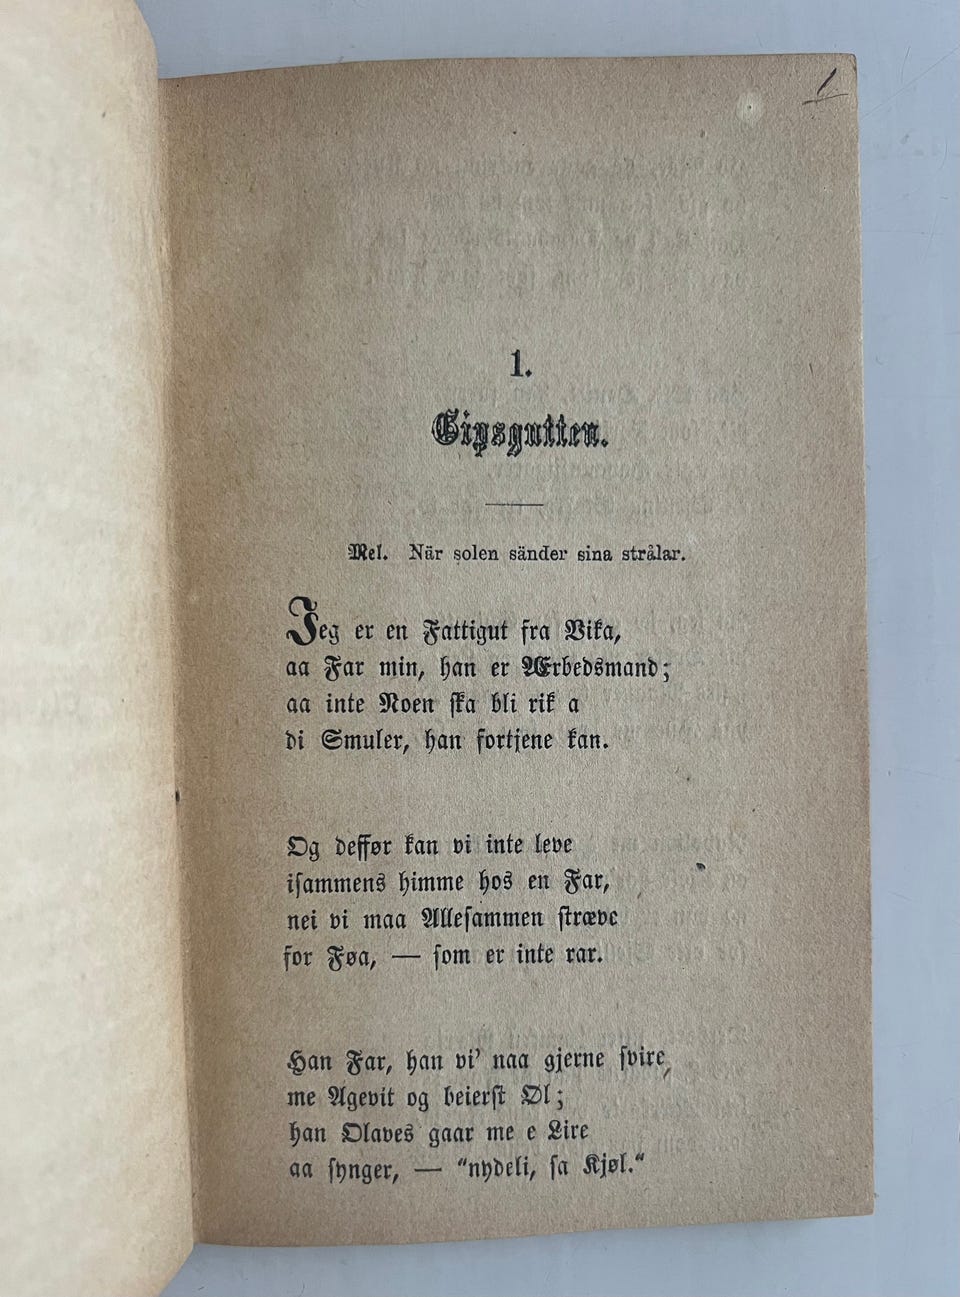 1
1.
Gipsgutten.
Mel. När solen sänder sina strålar.
Jeg er en Fattigut fra Vika,
aa Far min, han er Ærbedsmand;
aa inte Noen ska bli rik a
di Smuler, han fortjene kan.
Og deffør kan vi inte leve
isammens himme hos en Far,
nei vi maa Allesammen stræve
for Føa, — som er inte rar.
Han Far, han vi' naa gjerne svire
me Agevit og beierst Øl;
han Olaves gaar me e Lire
aa synger, — "nydeli, sa Kjøl."